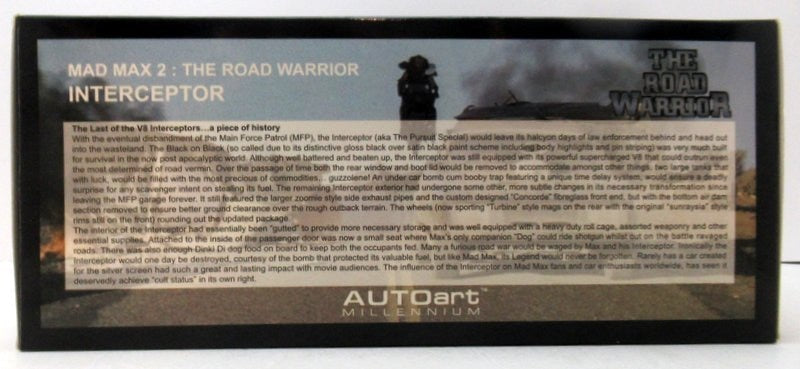 MAD MAX 2 : THE ROAD WARRIOR
INTERCEPTOR
THE
ROAD
WARRIOR
The Last of the V8 Interceptors...a piece of history
With the eventual disbandment of the Main Force Patrol (MFP), the Interceptor (aka The Pursuit Special) would leave its halcyon days of law enforcement behind and head out
into the wasteland. The Black on Black (so called due to its distinctive gloss black over satin black paint scheme including body highlights and pin striping) was very much built
for survival in the now post apocalyptic world. Although well battered and beaten up, the Interceptor was still equipped with its powerful supercharged V8 that could outrun even
the most determined of road vermin. Over the passage of time both the rear window and boot lid would be removed to accommodate amongst other things, two large tanks that
with luck, would be filled with the most precious of commodities... guzzolene! An under car bomb cum booby trap featuring a unique time delay system, would ensure a deadly
surprise for any scavenger intent on stealing its fuel. The remaining Interceptor exterior had undergone some other, more subtle changes in its necessary transformation since
leaving the MFP garage forever. It still featured the larger zoomie style side exhaust pipes and the custom designed "Concorde" fibreglass front end, but with the bottom air dam
section removed to ensure better ground clearance over the rough outback terrain. The wheels (now sporting "Turbine" style mags on the rear with the original "sunraysia" style
rims still on the front) rounding out the updated package.
The interior of the Interceptor had essentially been "gutted" to provide more necessary storage and was well equipped with a heavy duty roll cage, assorted weaponry and other
essential supplies. Attached to the inside of the passenger door was now a small seat where Max's only companion "Dog" could ride shotgun whilst out on the battle ravaged
roads. There was also enough Dinki Di dog food on board to keep both the occupants fed. Many a furious road war would be waged by Max and his Interceptor. Ironically the
Interceptor would one day be destroyed, courtesy of the bomb that protected its valuable fuel, but like Mad Max, its Legend would never be forgotten. Rarely has a car created
for the silver screen had such a great and lasting impact with movie audiences. The influence of the Interceptor on Mad Max fans and car enthusiasts worldwide, has seen it
deservedly achieve "cult status" in its own right.
AUTOart™
MILLENNIUM